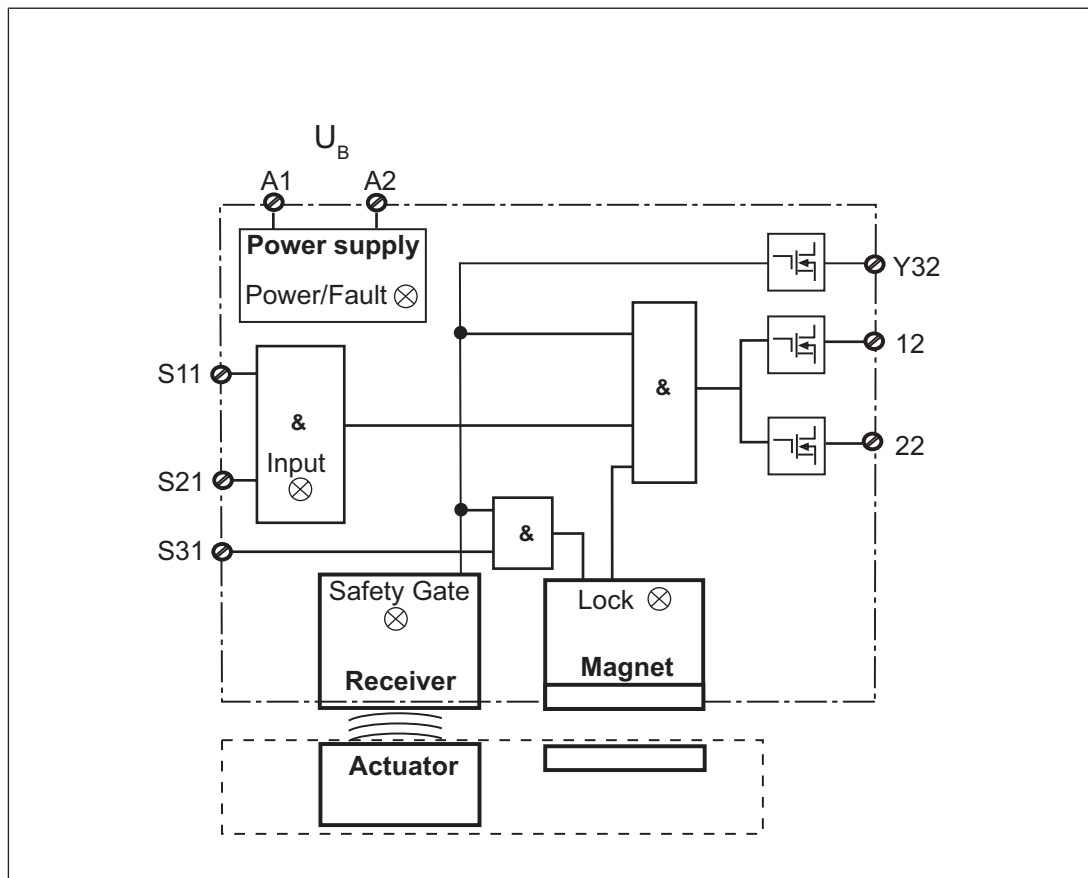 U_B
A1
A2
Power supply
Power/Fault
Y32
12
S11
&
&
22
S21
Input
S31
&
Safety Gate
Lock
Receiver
Magnet
Actuator